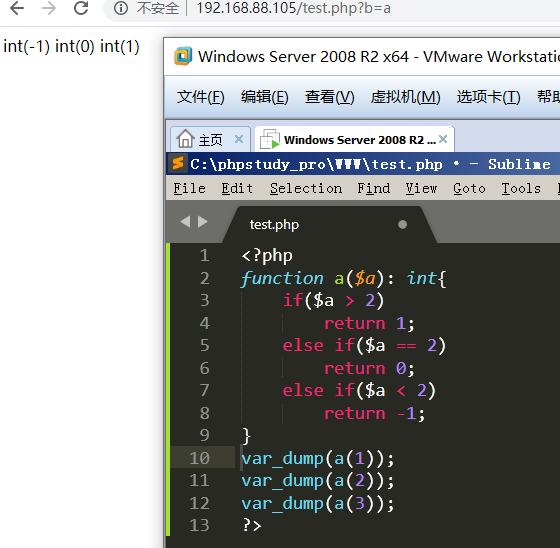 不安全 192.168.88.105/test.php?b=a
int(-1) int(0) int(1)
Windows Server 2008 R2 x64 - VMware Workstatio
文件(F) 编辑(E) 查看(V) 虚拟机(M) 选项卡(T) 帮助
主页 × Windows Server 2008 R2 ... ×
C:\phpstudy_pro\WWW\test.php • - Sublime
File Edit Selection Find View Goto Tools
test.php
1 <?php
2 function a($a): int{
3 if($a > 2)
4 return 1;
5 else if($a == 2)
6 return 0;
7 else if($a < 2)
8 return -1;
9 }
10 var_dump(a(1));
11 var_dump(a(2));
12 var_dump(a(3));
13 ?>